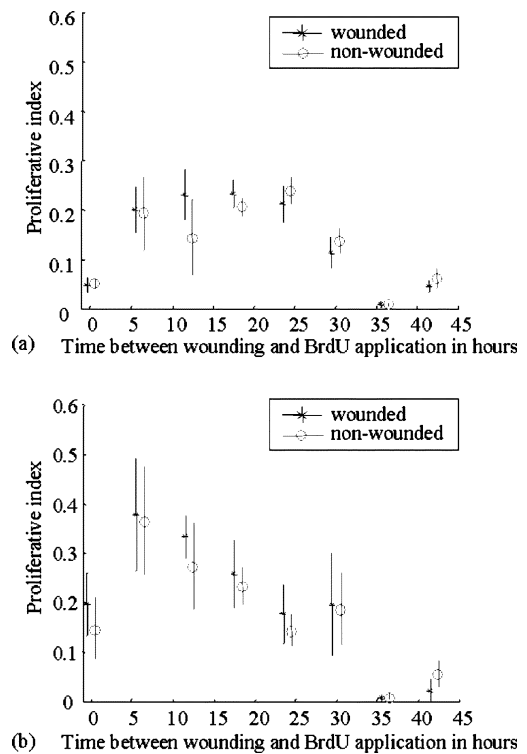 0.6
wounded
non-wounded
0.5
0.4
0.3
0.2
0.1
0
Proliferative index
0 5 10 15 20 25 30 35 40 45
(a) Time between wounding and BrdU application in hours
0.6
wounded
non-wounded
0.5
0.4
0.3
0.2
0.1
0
Proliferative index
0 5 10 15 20 25 30 35 40 45
(b) Time between wounding and BrdU application in hours